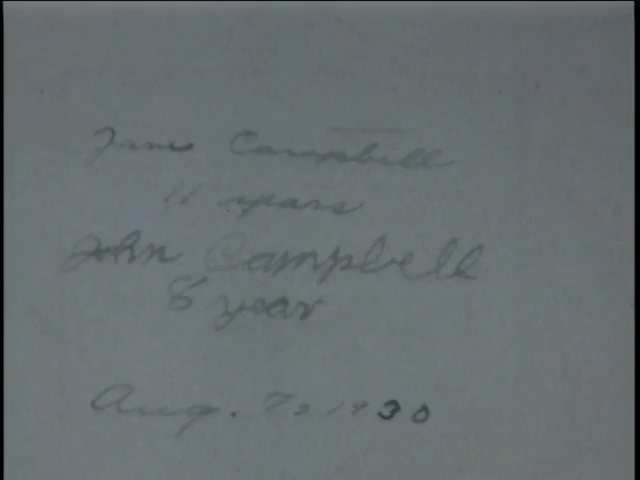 Jane Campbell
11 years
John Campbell
8 year
Aug. 7, 1930